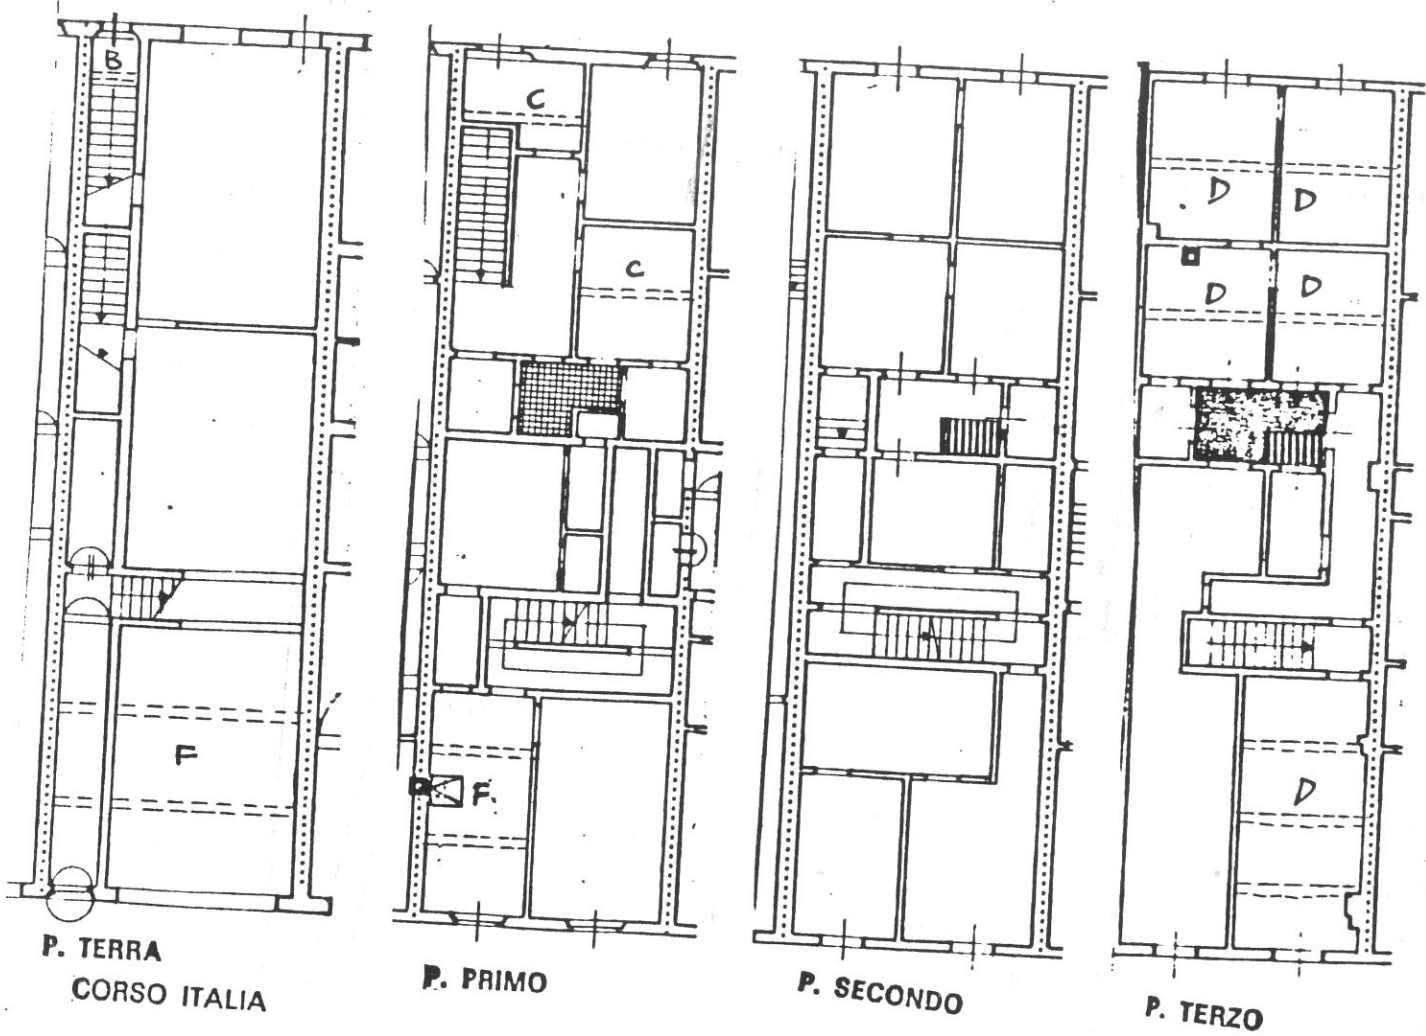 B
C
C
D
D
D
D
F
F
D
P. TERRA
CORSO ITALIA
P. PRIMO
P. SECONDO
P. TERZO